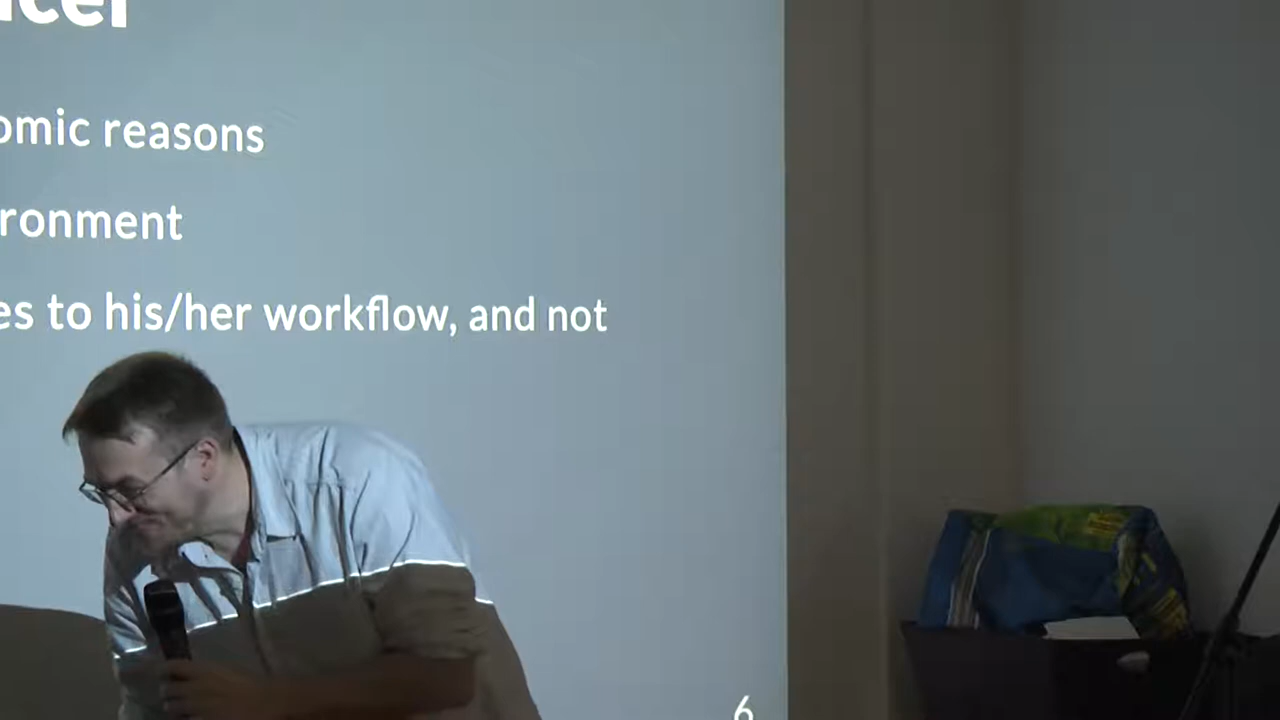 omic reasons
ronment
es to his/her workflow, and not
6